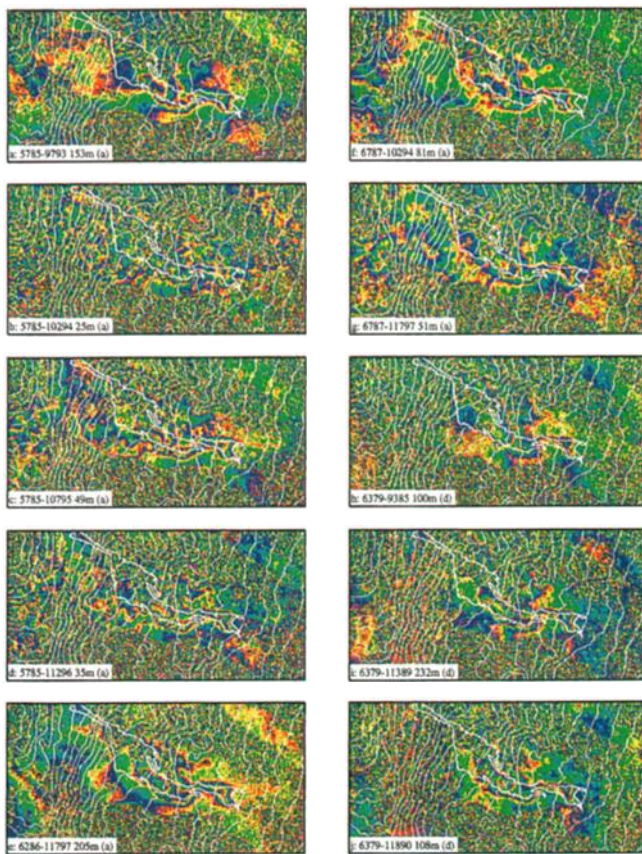 a: 5785-9793 153m (a)
b: 5785-10294 25m (a)
c: 5785-10795 49m (a)
d: 5785-11296 35m (a)
e: 6286-11797 205m (a)
f: 6787-10294 81m (a)
g: 6787-11797 51m (a)
h: 6379-9385 100m (d)
i: 6379-11389 232m (d)
j: 6379-11890 108m (d)